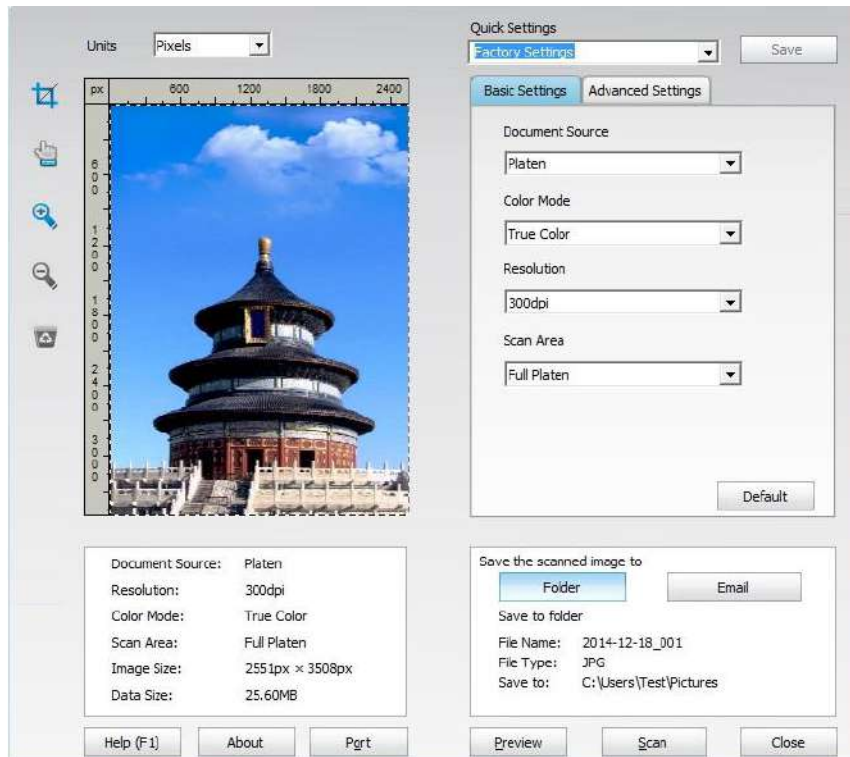 Units Pixels
Quick Settings
Factory Settings
Save
px 600 1200 1800 2400
600
1200
1800
2400
3000
Basic Settings Advanced Settings
Document Source
Platen
Color Mode
True Color
Resolution
300dpi
Scan Area
Full Platen
Default
Document Source: Platen
Resolution: 300dpi
Color Mode: True Color
Scan Area: Full Platen
Image Size: 2551px × 3508px
Data Size: 25.60MB
Save the scanned image to
Folder Email
Save to folder
File Name: 2014-12-18_001
File Type: JPG
Save to: C:\Users\Test\Pictures
Help (F1) About Port
Preview Scan Close